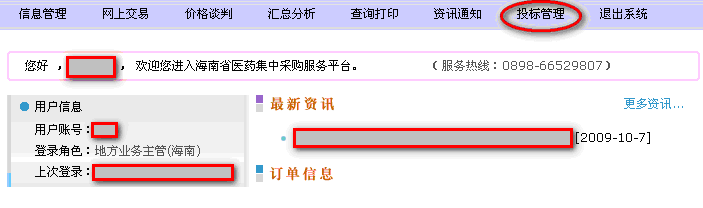 信息管理 网上交易 价格谈判 汇总分析 查询打印 资讯通知 投标管理 退出系统
您好 , , 欢迎您进入海南省医药集中采购服务平台。 （服务热线：0898-66529807）
用户信息
用户账号：
登录角色：地方业务主管(海南)
上次登录：
最新资讯 更多资讯...
[2009-10-7]
订单信息